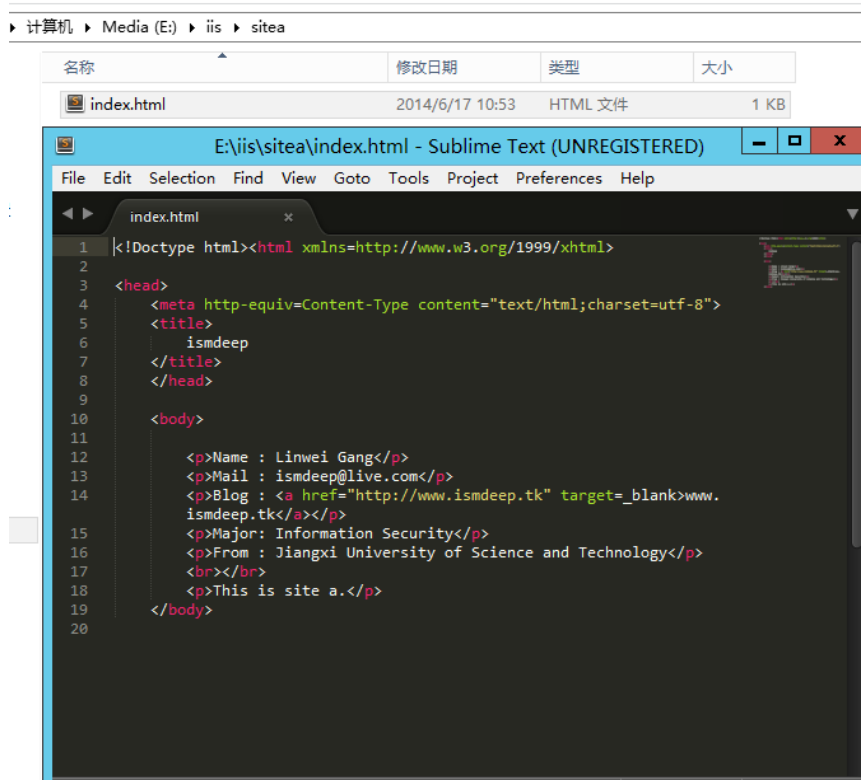 计算机 Media (E:) iis sitea
名称 修改日期 类型 大小
index.html 2014/6/17 10:53 HTML 文件 1 KB
E:\iis\sitea\index.html - Sublime Text (UNREGISTERED)
File Edit Selection Find View Goto Tools Project Preferences Help
index.html
1 <!Doctype html><html xmlns=http://www.w3.org/1999/xhtml>
2
3 <head>
4 <meta http-equiv=Content-Type content="text/html;charset=utf-8">
5 <title>
6 ismdeep
7 </title>
8 </head>
9
10 <body>
11
12 <p>Name : Linwei Gang</p>
13 <p>Mail : ismdeep@live.com</p>
14 <p>Blog : <a href="http://www.ismdeep.tk" target=_blank>www.
ismdeep.tk</a></p>
15 <p>Major: Information Security</p>
16 <p>From : Jiangxi University of Science and Technology</p>
17 <br></br>
18 <p>This is site a.</p>
19 </body>
20